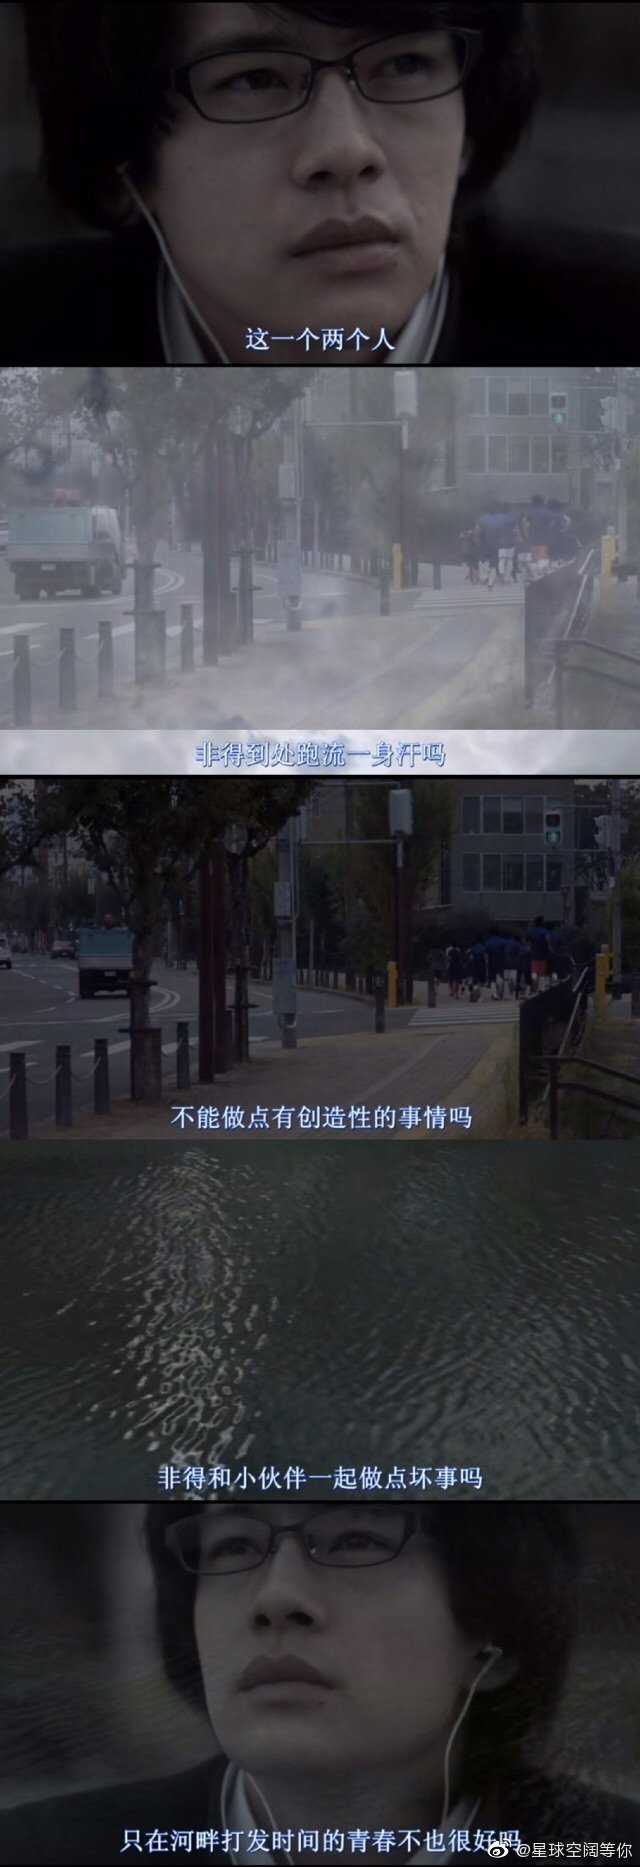 这一个两个人
非得到处跑流一身汗吗
不能做点有创造性的事情吗
非得和小伙伴一起做点坏事吗
只在河畔打发时间的青春不也很好吗
@星球空阔等你